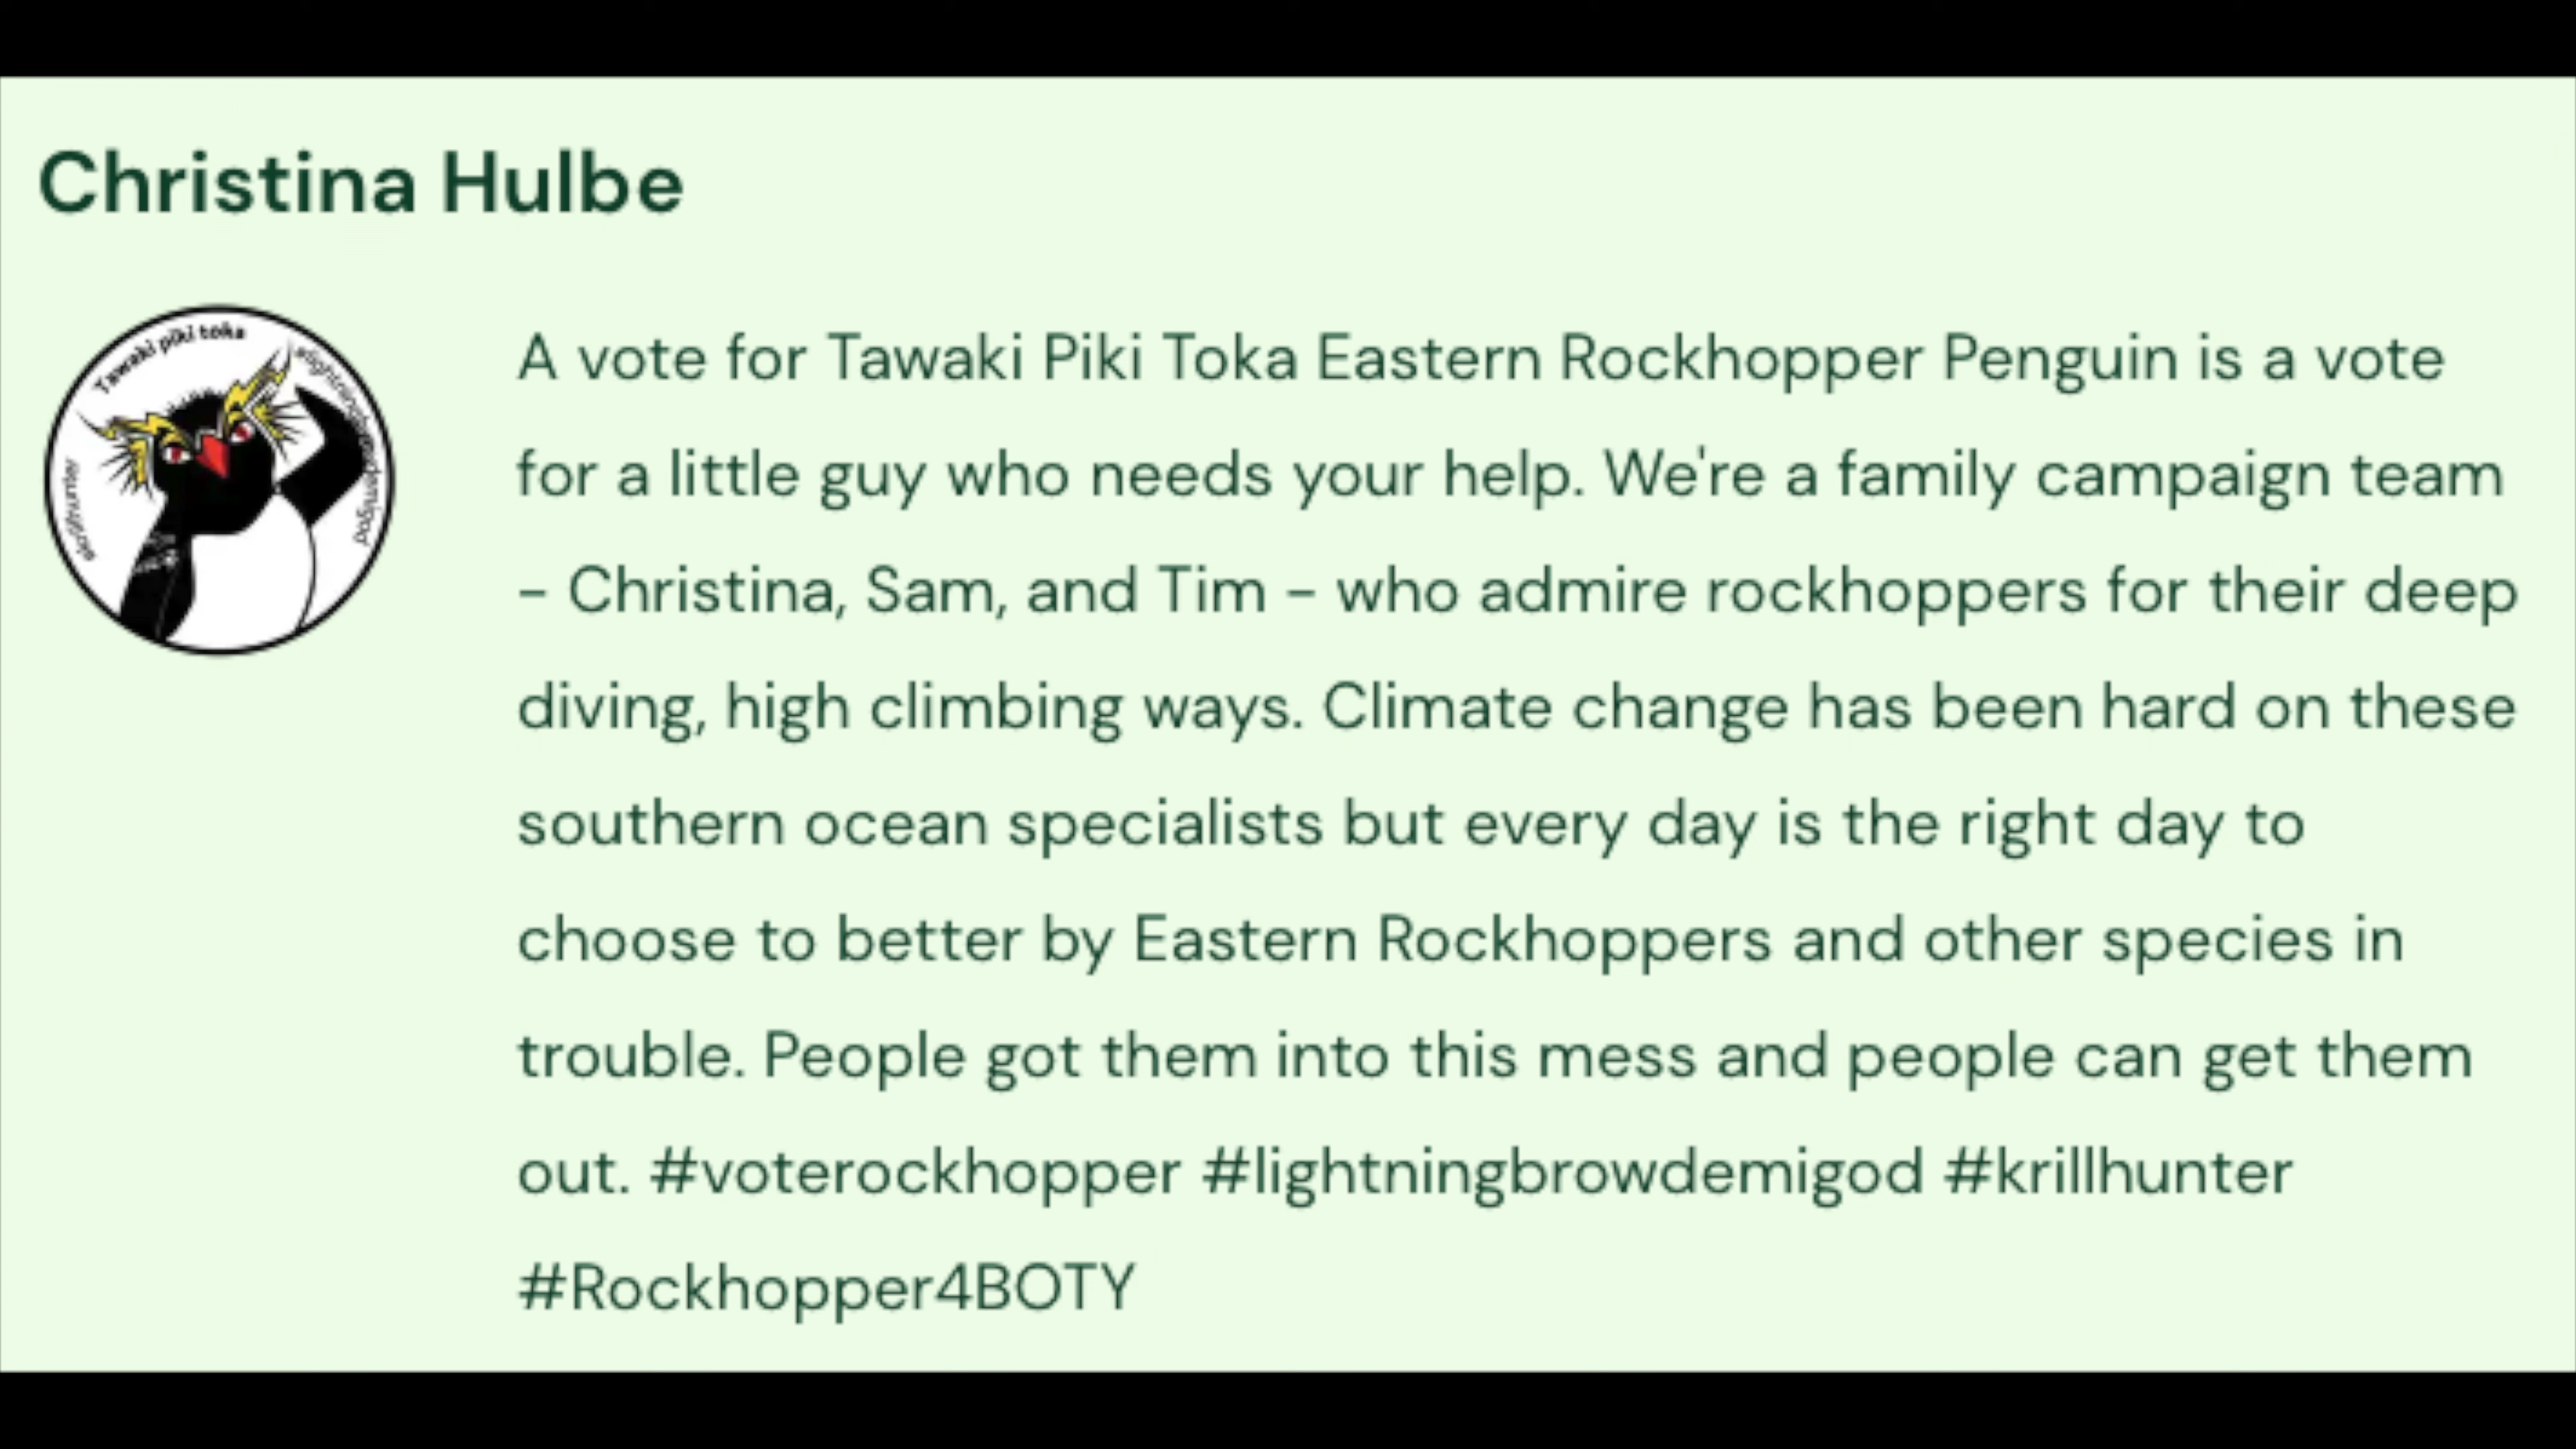 Christina Hulbe
Tawaki piki toka
#lightningbrowdemigod
#krillhunter
A vote for Tawaki Piki Toka Eastern Rockhopper Penguin is a vote
for a little guy who needs your help. We're a family campaign team
- Christina, Sam, and Tim - who admire rockhoppers for their deep
diving, high climbing ways. Climate change has been hard on these
southern ocean specialists but every day is the right day to
choose to better by Eastern Rockhoppers and other species in
trouble. People got them into this mess and people can get them
out. #voterockhopper #lightningbrowdemigod #krillhunter
#Rockhopper4BOTY